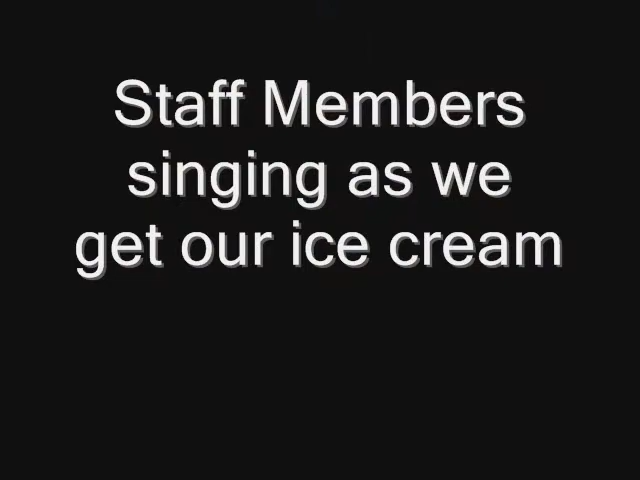 Staff Members
singing as we
get our ice cream